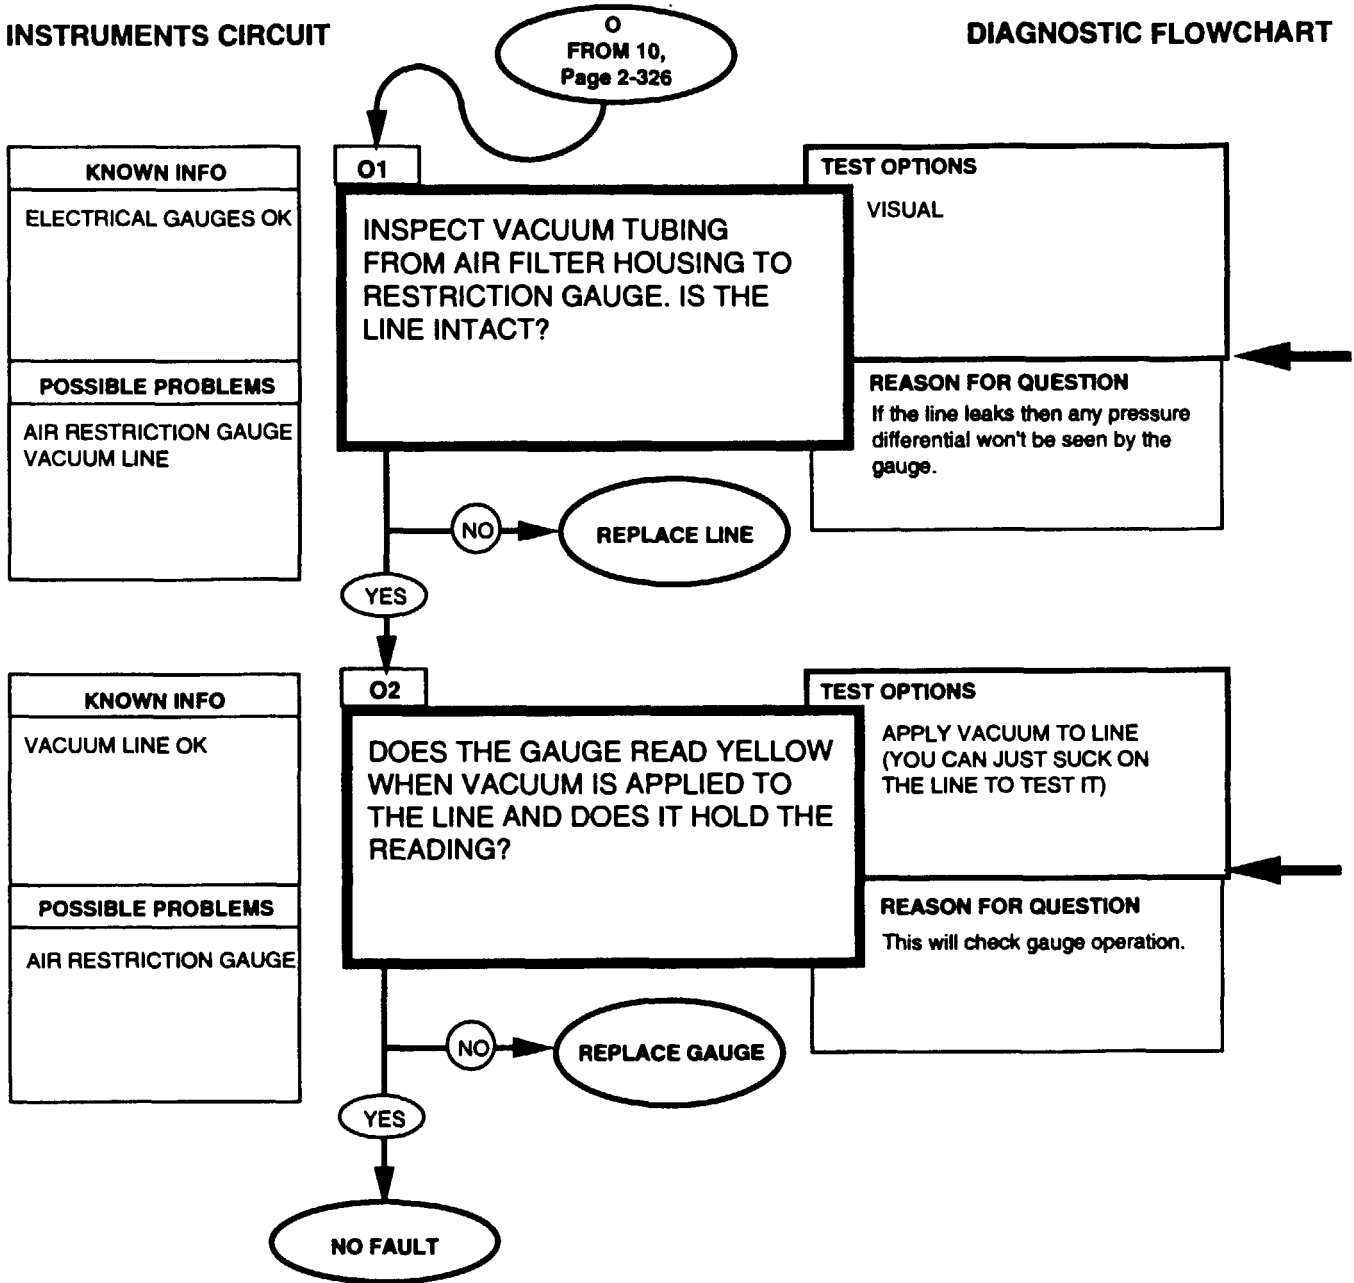 INSTRUMENTS CIRCUIT
DIAGNOSTIC FLOWCHART
O
FROM 10,
Page 2-326
KNOWN INFO
ELECTRICAL GAUGES OK
POSSIBLE PROBLEMS
AIR RESTRICTION GAUGE
VACUUM LINE
O1
INSPECT VACUUM TUBING
FROM AIR FILTER HOUSING TO
RESTRICTION GAUGE. IS THE
LINE INTACT?
TEST OPTIONS
VISUAL
REASON FOR QUESTION
If the line leaks then any pressure
differential won't be seen by the
gauge.
NO
REPLACE LINE
YES
KNOWN INFO
VACUUM LINE OK
POSSIBLE PROBLEMS
AIR RESTRICTION GAUGE
O2
DOES THE GAUGE READ YELLOW
WHEN VACUUM IS APPLIED TO
THE LINE AND DOES IT HOLD THE
READING?
TEST OPTIONS
APPLY VACUUM TO LINE
(YOU CAN JUST SUCK ON
THE LINE TO TEST IT)
REASON FOR QUESTION
This will check gauge operation.
NO
REPLACE GAUGE
YES
NO FAULT